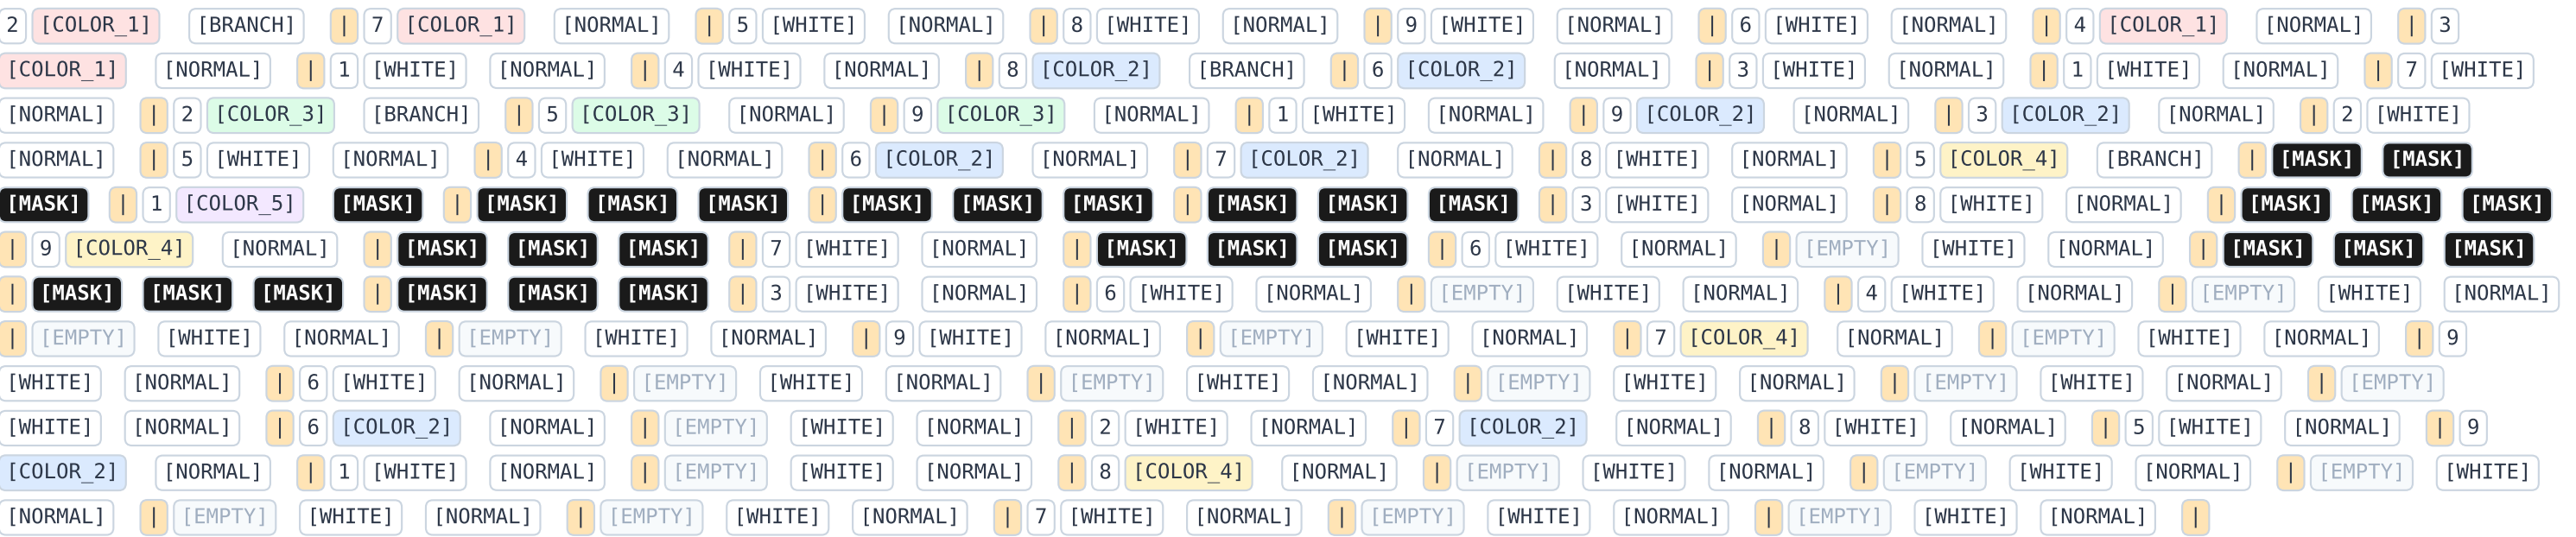 2 [COLOR_1] [BRANCH] | 7 [COLOR_1] [NORMAL] | 5 [WHITE] [NORMAL] | 8 [WHITE] [NORMAL] | 9 [WHITE] [NORMAL] | 6 [WHITE] [NORMAL] | 4 [COLOR_1] [NORMAL] | 3
[COLOR_1] [NORMAL] | 1 [WHITE] [NORMAL] | 4 [WHITE] [NORMAL] | 8 [COLOR_2] [BRANCH] | 6 [COLOR_2] [NORMAL] | 3 [WHITE] [NORMAL] | 1 [WHITE] [NORMAL] | 7 [WHITE]
[NORMAL] | 2 [COLOR_3] [BRANCH] | 5 [COLOR_3] [NORMAL] | 9 [COLOR_3] [NORMAL] | 1 [WHITE] [NORMAL] | 9 [COLOR_2] [NORMAL] | 3 [COLOR_2] [NORMAL] | 2 [WHITE]
[NORMAL] | 5 [WHITE] [NORMAL] | 4 [WHITE] [NORMAL] | 6 [COLOR_2] [NORMAL] | 7 [COLOR_2] [NORMAL] | 8 [WHITE] [NORMAL] | 5 [COLOR_4] [BRANCH] | [MASK] [MASK]
[MASK] | 1 [COLOR_5] [MASK] | [MASK] [MASK] [MASK] | [MASK] [MASK] [MASK] | [MASK] [MASK] [MASK] | 3 [WHITE] [NORMAL] | 8 [WHITE] [NORMAL] | [MASK] [MASK] [MASK]
| 9 [COLOR_4] [NORMAL] | [MASK] [MASK] [MASK] | 7 [WHITE] [NORMAL] | [MASK] [MASK] [MASK] | 6 [WHITE] [NORMAL] | [EMPTY] [WHITE] [NORMAL] | [MASK] [MASK] [MASK]
| [MASK] [MASK] [MASK] | [MASK] [MASK] [MASK] | 3 [WHITE] [NORMAL] | 6 [WHITE] [NORMAL] | [EMPTY] [WHITE] [NORMAL] | 4 [WHITE] [NORMAL] | [EMPTY] [WHITE] [NORMAL]
| [EMPTY] [WHITE] [NORMAL] | [EMPTY] [WHITE] [NORMAL] | 9 [WHITE] [NORMAL] | [EMPTY] [WHITE] [NORMAL] | 7 [COLOR_4] [NORMAL] | [EMPTY] [WHITE] [NORMAL] | 9
[WHITE] [NORMAL] | 6 [WHITE] [NORMAL] | [EMPTY] [WHITE] [NORMAL] | [EMPTY] [WHITE] [NORMAL] | [EMPTY] [WHITE] [NORMAL] | [EMPTY] [WHITE] [NORMAL] | [EMPTY]
[WHITE] [NORMAL] | 6 [COLOR_2] [NORMAL] | [EMPTY] [WHITE] [NORMAL] | 2 [WHITE] [NORMAL] | 7 [COLOR_2] [NORMAL] | 8 [WHITE] [NORMAL] | 5 [WHITE] [NORMAL] | 9
[COLOR_2] [NORMAL] | 1 [WHITE] [NORMAL] | [EMPTY] [WHITE] [NORMAL] | 8 [COLOR_4] [NORMAL] | [EMPTY] [WHITE] [NORMAL] | [EMPTY] [WHITE] [NORMAL] | [EMPTY] [WHITE]
[NORMAL] | [EMPTY] [WHITE] [NORMAL] | [EMPTY] [WHITE] [NORMAL] | 7 [WHITE] [NORMAL] | [EMPTY] [WHITE] [NORMAL] | [EMPTY] [WHITE] [NORMAL] |